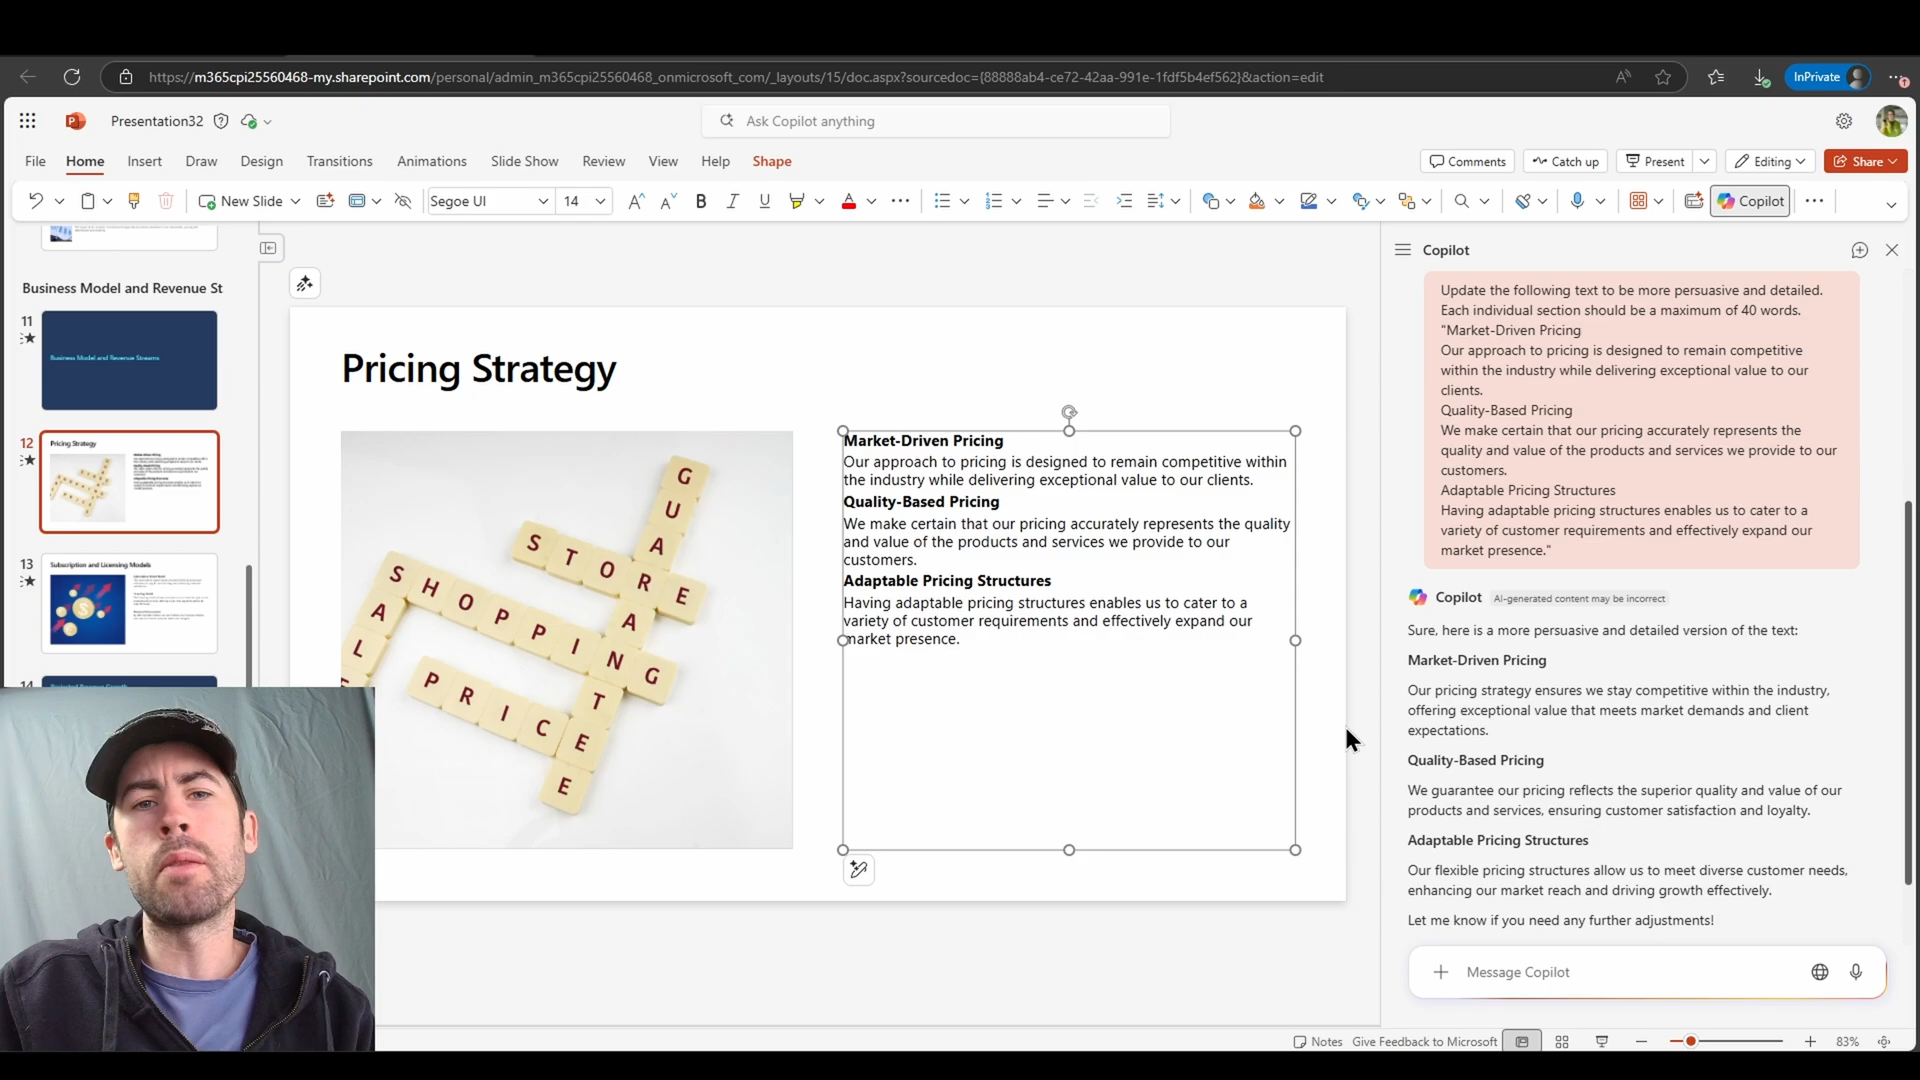 https://m365cpi25560468-my.sharepoint.com/personal/admin_m365cpi25560468_onmicrosoft_com/_layouts/15/doc.aspx?sourcedoc={88888ab4-ce72-42aa-991e-1fdf5b4ef562}&action=edit
InPrivate
Presentation32
Ask Copilot anything
File Home Insert Draw Design Transitions Animations Slide Show Review View Help Shape
Comments Catch up Present Editing Share
New Slide Segoe UI 14 Copilot
Business Model and Revenue St
11
Business Model and Revenue Streams
12
Pricing Strategy
13
Subscription and Licensing Models
Pricing Strategy
GUARANTEE
STORE
SHOPPING
PRICE
Market-Driven Pricing
Our approach to pricing is designed to remain competitive within
the industry while delivering exceptional value to our clients.
Quality-Based Pricing
We make certain that our pricing accurately represents the quality
and value of the products and services we provide to our
customers.
Adaptable Pricing Structures
Having adaptable pricing structures enables us to cater to a
variety of customer requirements and effectively expand our
market presence.
Copilot
Update the following text to be more persuasive and detailed.
Each individual section should be a maximum of 40 words.
"Market-Driven Pricing
Our approach to pricing is designed to remain competitive
within the industry while delivering exceptional value to our
clients.
Quality-Based Pricing
We make certain that our pricing accurately represents the
quality and value of the products and services we provide to our
customers.
Adaptable Pricing Structures
Having adaptable pricing structures enables us to cater to a
variety of customer requirements and effectively expand our
market presence."
Copilot AI-generated content may be incorrect
Sure, here is a more persuasive and detailed version of the text:
Market-Driven Pricing
Our pricing strategy ensures we stay competitive within the industry,
offering exceptional value that meets market demands and client
expectations.
Quality-Based Pricing
We guarantee our pricing reflects the superior quality and value of our
products and services, ensuring customer satisfaction and loyalty.
Adaptable Pricing Structures
Our flexible pricing structures allow us to meet diverse customer needs,
enhancing our market reach and driving growth effectively.
Let me know if you need any further adjustments!
Message Copilot
Notes Give Feedback to Microsoft 83%